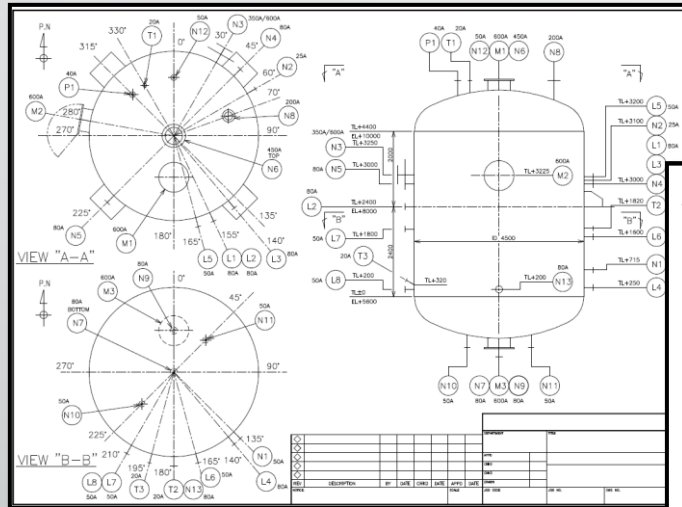 P.N
330°
315°
20A
T1
0°
50A
N12
30°
350A/600A
N3
45°
80A
N4
60°
25A
N2
70°
200A
N8
90°
40A
P1
600A
M2
280°
270°
450A
TOP
N6
225°
80A
N5
600A
M1
180°
165°
155°
135°
140°
L5
50A
L1
80A
L2
80A
L3
80A
VIEW "A-A"
P.N
600A
M3
80A
N9
0°
45°
50A
N11
80A
BOTTOM
N7
270°
90°
50A
N10
225°
210°
195°
180°
165°
140°
135°
N1
50A
L4
80A
L8
50A
L7
50A
20A
T3
T2
20A
N13
80A
L6
50A
VIEW "B-B"
40A
P1
20A
T1
50A
N12
600A
M1
450A
N6
200A
N8
"A"
"A"
TL+4400
EL+10000
350A/600A
N3
TL+3250
80A
N5
TL+3000
80A
L2
TL+2400
EL+8000
"B"
"B"
L7
50A
TL+1800
20A
T3
L8
50A
TL+200
TL±0
EL+5600
2000
2400
TL+320
TL+3225
600A
M2
ID 4500
TL+200
80A
N13
TL+3200
L5
50A
TL+3100
N2
25A
L1
80A
L3
TL+3000
N4
TL+1820
T2
TL+1600
L6
TL+715
N1
TL+250
L4
N10
50A
N7
80A
M3
600A
N9
80A
N11
50A
REV
DESCRIPTION
BY
DATE
CHKD
DATE
APPD
DATE
SCALE